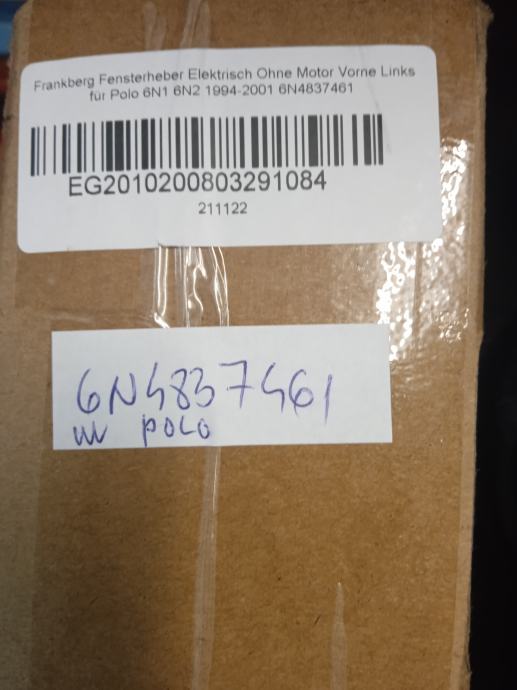 Frankberg Fensterheber Elektrisch Ohne Motor Vorne Links
für Polo 6N1 6N2 1994-2001 6N4837461
EG2010200803291084
211122
6N4837461
VW POLO